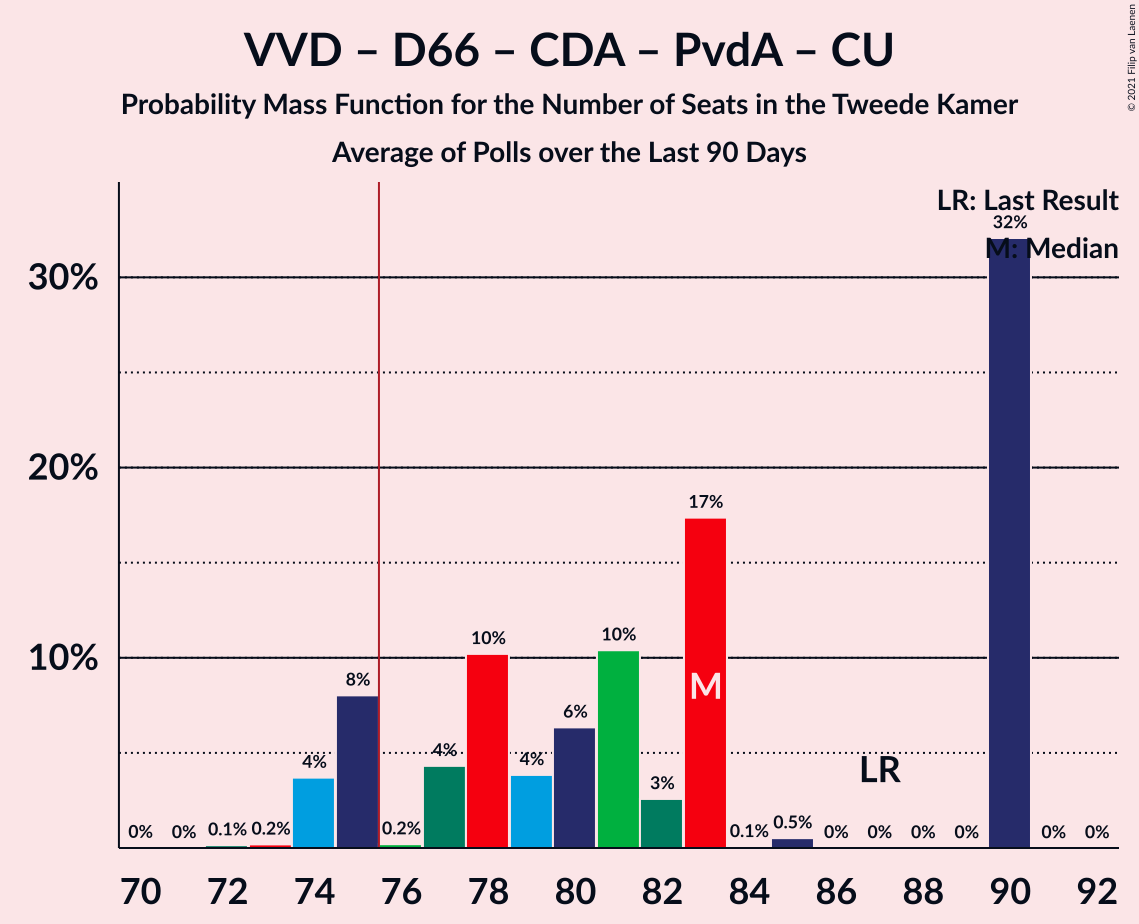 VVD – D66 – CDA – PvdA – CU
Probability Mass Function for the Number of Seats in the Tweede Kamer
Average of Polls over the Last 90 Days
© 2021 Filip van Laenen
LR: Last Result
32%
M: Median
30%
20%
17%
10%
10%
10%
M
8%
6%
4%
4%
4%
LR
3%
0%
0%
0.1%
0.2%
0.2%
0.1%
0.5%
0%
0%
0%
0%
0%
0%
70 72 74 76 78 80 82 84 86 88 90 92